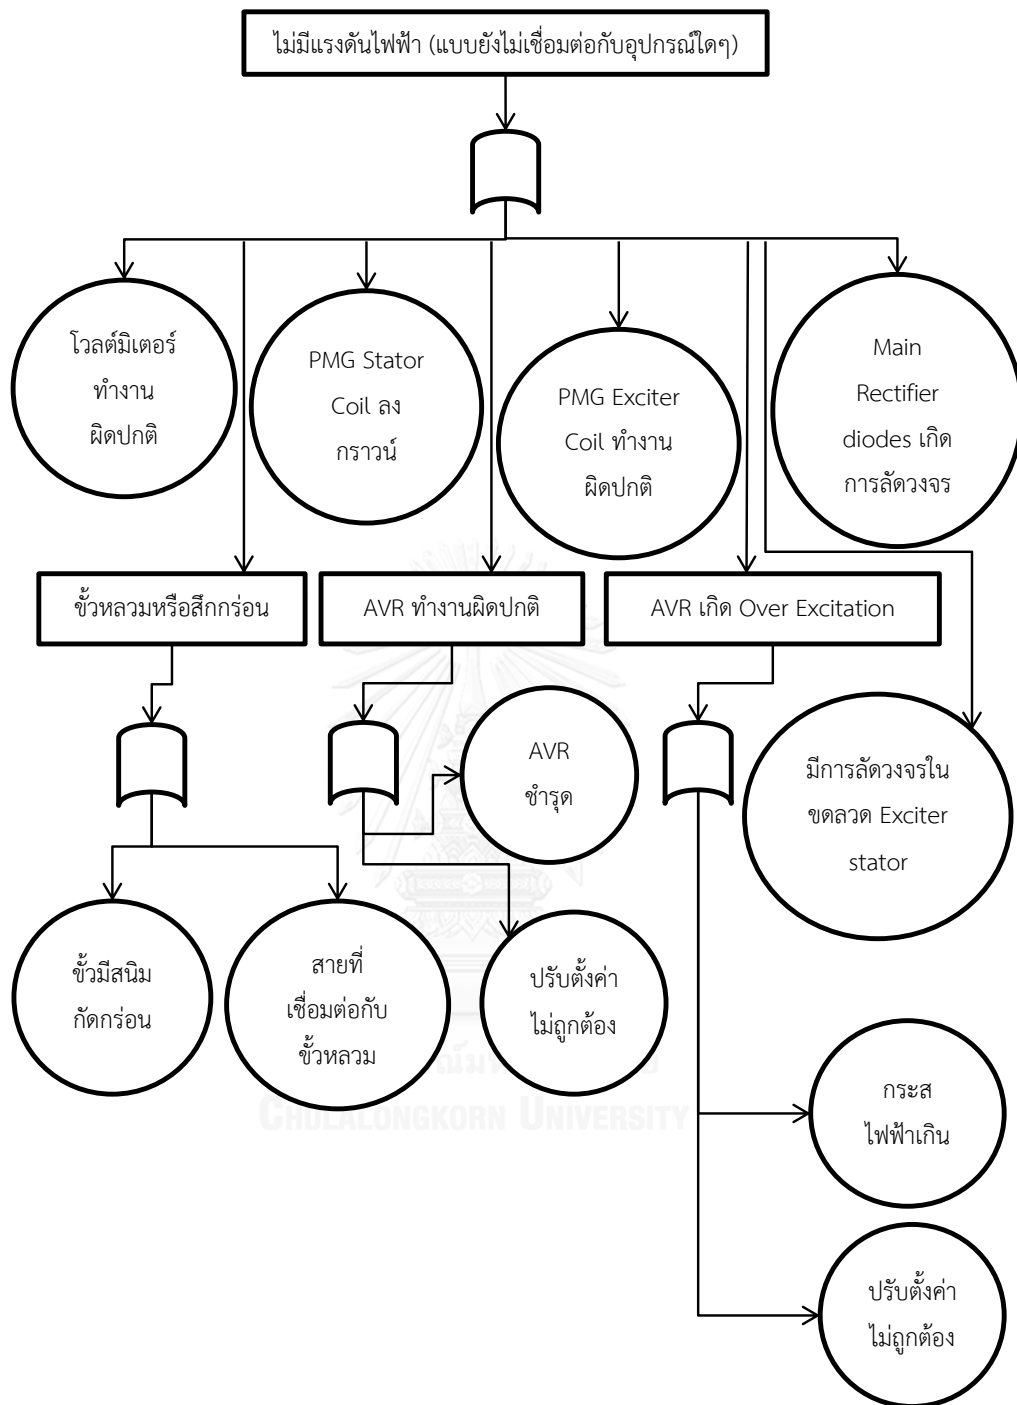 ไม่มีแรงดันไฟฟ้า (แบบยังไม่เชื่อมต่อกับอุปกรณ์ใดๆ)
โวลต์มิเตอร์
ทำงาน
ผิดปกติ
PMG Stator
Coil ลง
กราวน์
PMG Exciter
Coil ทำงาน
ผิดปกติ
Main
Rectifier
diodes เกิด
การลัดวงจร
ขั้วหลวมหรือสึกกร่อน
AVR ทำงานผิดปกติ
AVR เกิด Over Excitation
AVR
ชำรุด
มีการลัดวงจรใน
ขดลวด Exciter
stator
ขั้วมีสนิม
กัดกร่อน
สายที่
เชื่อมต่อกับ
ขั้วหลวม
ปรับตั้งค่า
ไม่ถูกต้อง
CHULALONGKORN UNIVERSITY
กระส
ไฟฟ้าเกิน
ปรับตั้งค่า
ไม่ถูกต้อง